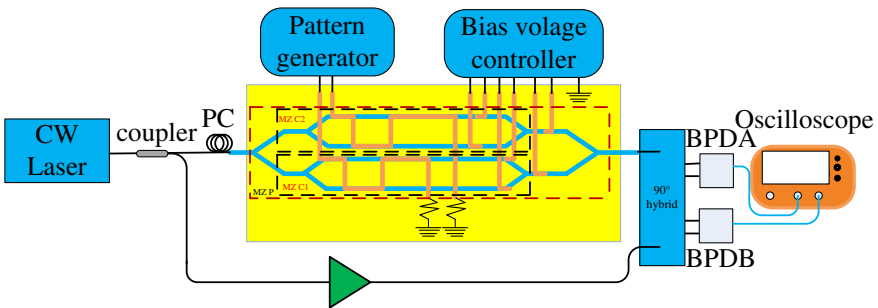 Pattern
generator
Bias volage
controller
CW
Laser
coupler
PC
MZ C2
MZ C1
MZ P
90°
hybrid
BPDA
BPDB
Oscilloscope